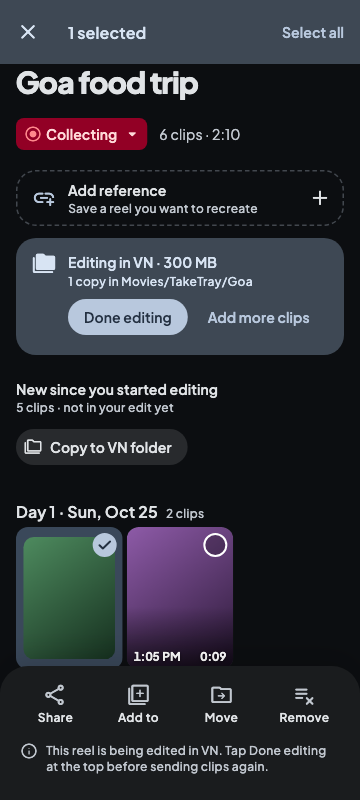 1 selected
Select all
Goa food trip
Collecting
6 clips · 2:10
Add reference
Save a reel you want to recreate
Editing in VN · 300 MB
1 copy in Movies/TakeTray/Goa
Done editing
Add more clips
New since you started editing
5 clips · not in your edit yet
Copy to VN folder
Day 1 · Sun, Oct 25 2 clips
1:05 PM 0:09
Share
Add to
Move
Remove
This reel is being edited in VN. Tap Done editing
at the top before sending clips again.